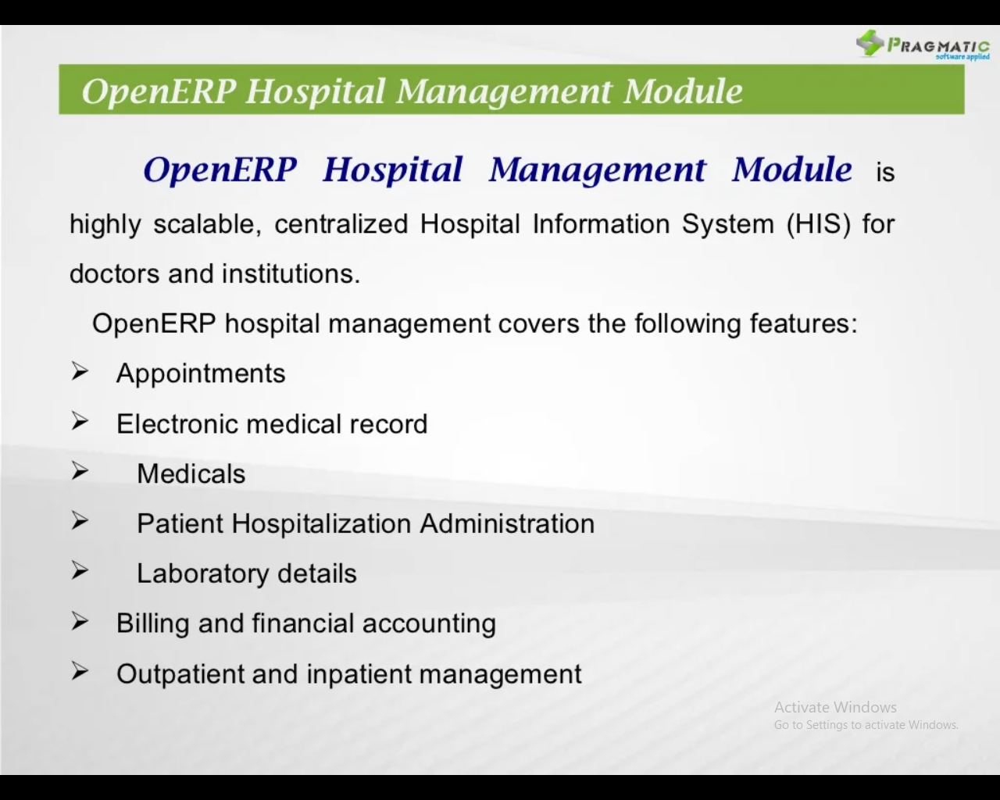 PRAGMATIC
software applied
OpenERP Hospital Management Module
OpenERP Hospital Management Module is
highly scalable, centralized Hospital Information System (HIS) for
doctors and institutions.
OpenERP hospital management covers the following features:
➢ Appointments
➢ Electronic medical record
➢ Medicals
➢ Patient Hospitalization Administration
➢ Laboratory details
➢ Billing and financial accounting
➢ Outpatient and inpatient management
Activate Windows
Go to Settings to activate Windows.